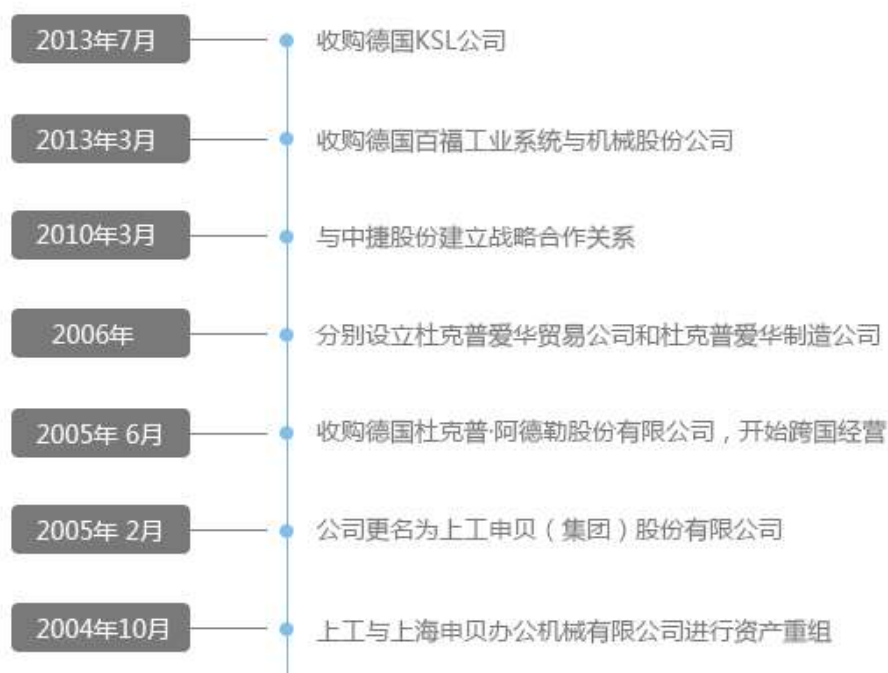 2013年7月 收购德国KSL公司
2013年3月 收购德国百福工业系统与机械股份公司
2010年3月 与中捷股份建立战略合作关系
2006年 分别设立杜克普爱华贸易公司和杜克普爱华制造公司
2005年 6月 收购德国杜克普·阿德勒股份有限公司，开始跨国经营
2005年 2月 公司更名为上工申贝（集团）股份有限公司
2004年10月 上工与上海申贝办公机械有限公司进行资产重组